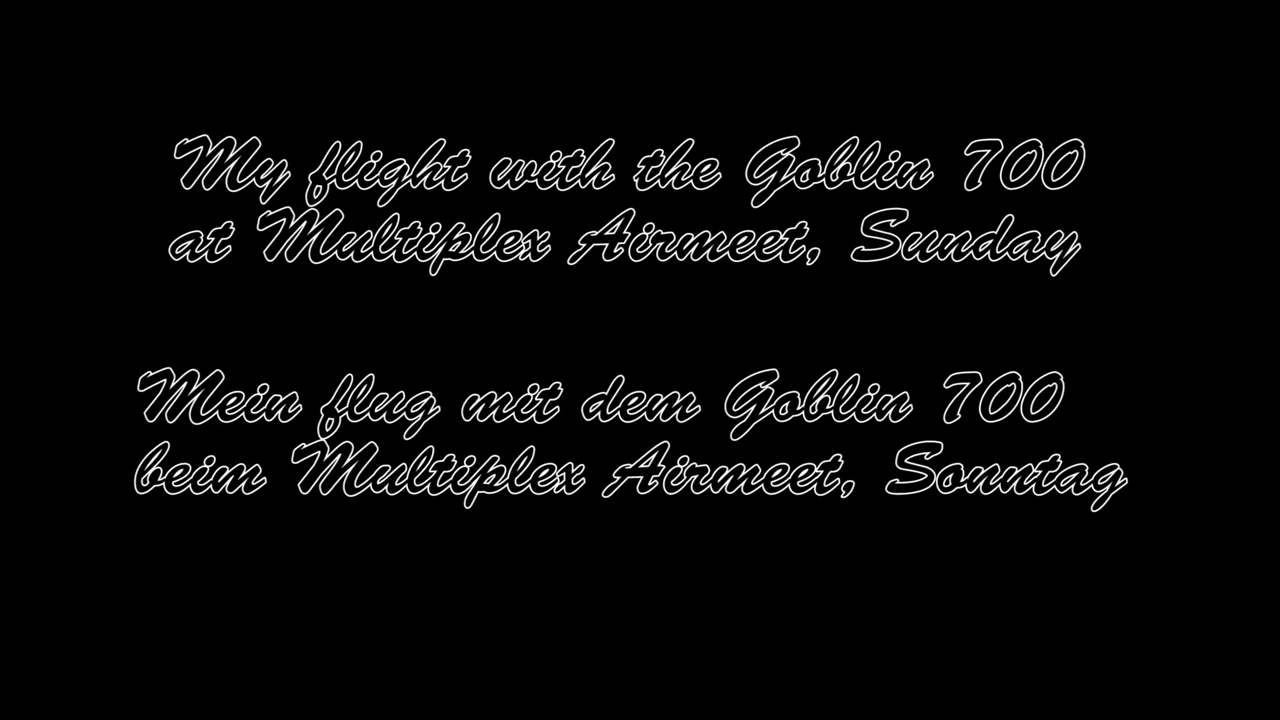 My flight with the Goblin 700
at Multiplex Airmeet, Sunday
Mein flug mit dem Goblin 700
beim Multiplex Airmeet, Sonntag